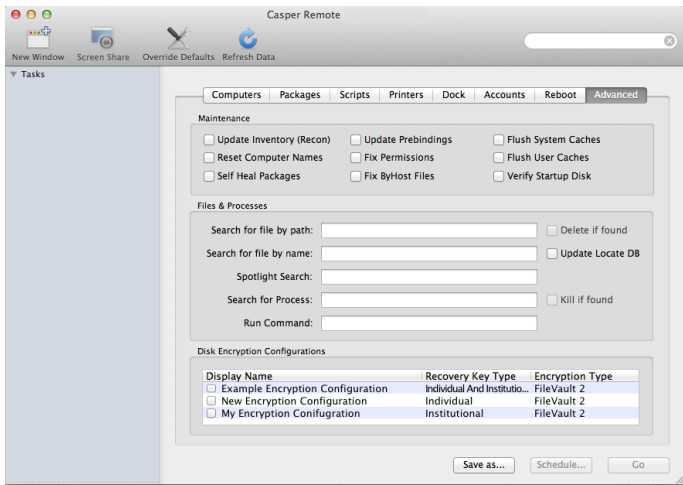 Casper Remote
New Window Screen Share Override Defaults Refresh Data
Tasks
Computers Packages Scripts Printers Dock Accounts Reboot Advanced
Maintenance
Update Inventory (Recon) Update Prebindings Flush System Caches
Reset Computer Names Fix Permissions Flush User Caches
Self Heal Packages Fix ByHost Files Verify Startup Disk
Files & Processes
Search for file by path: Delete if found
Search for file by name: Update Locate DB
Spotlight Search:
Search for Process: Kill if found
Run Command:
Disk Encryption Configurations
Display Name Recovery Key Type Encryption Type
Example Encryption Configuration Individual And Institutio... FileVault 2
New Encryption Configuration Individual FileVault 2
My Encryption Conifugration Institutional FileVault 2
Save as... Schedule... Go